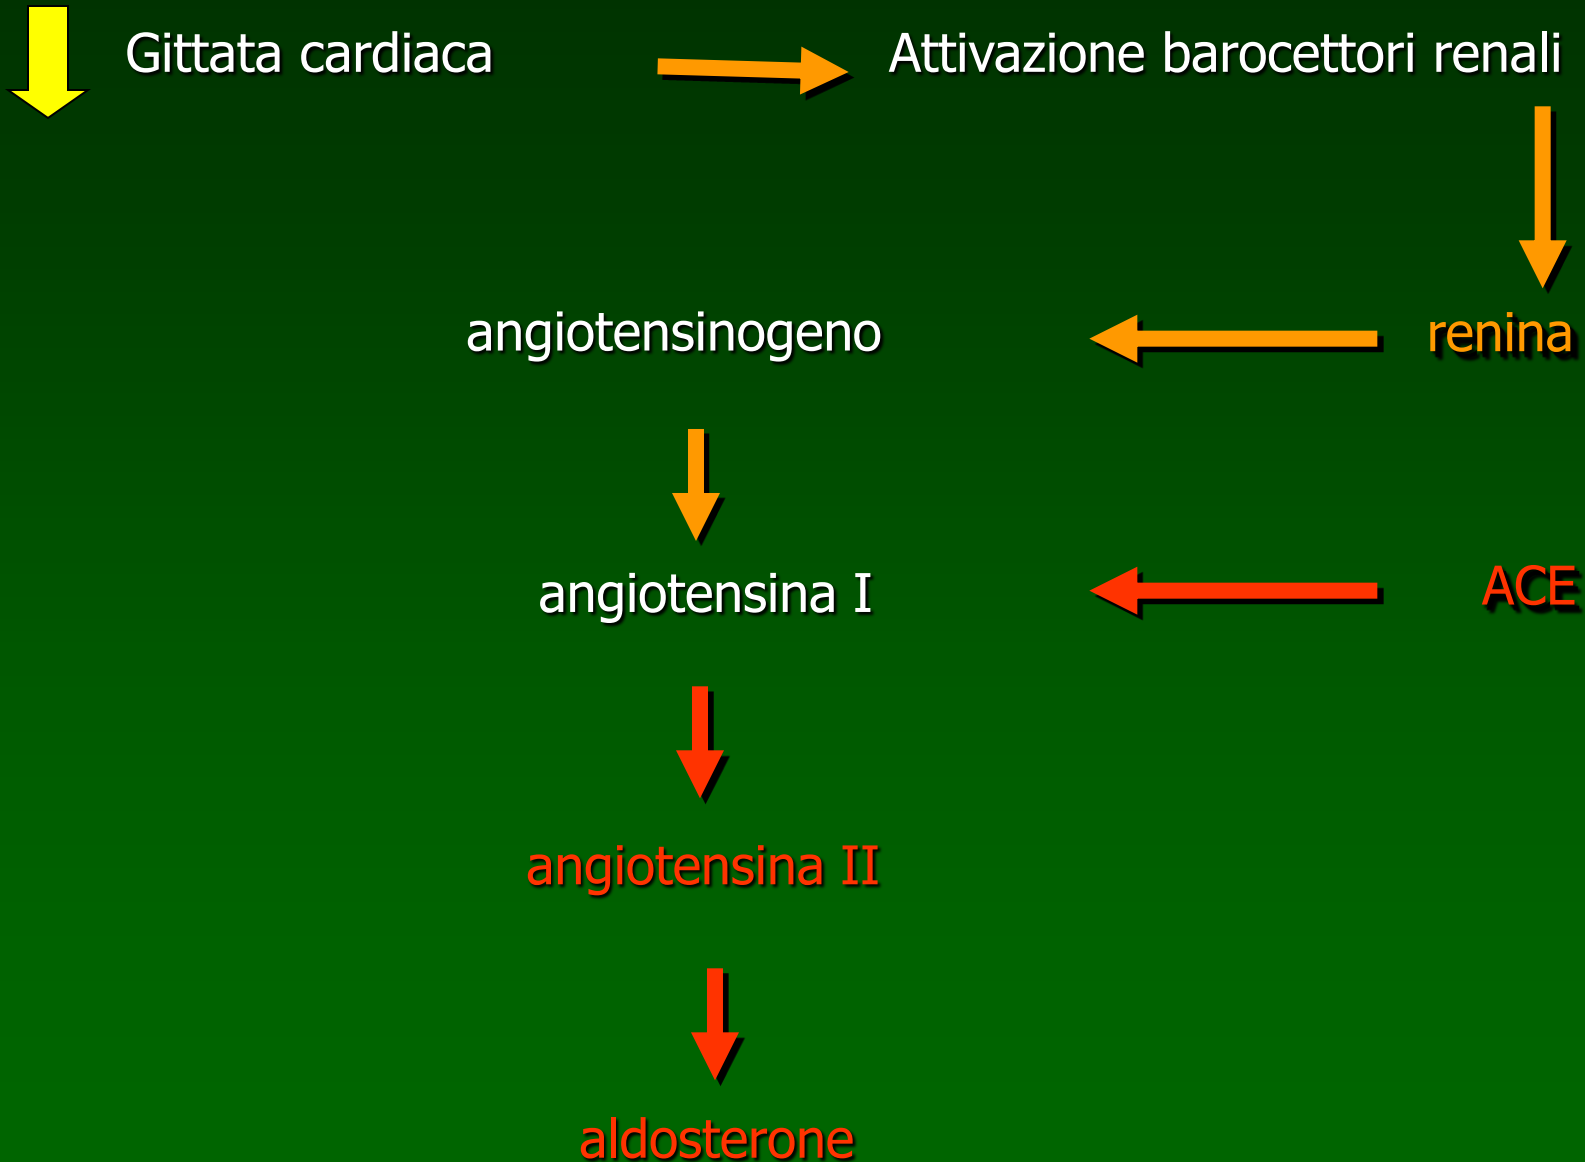 Gittata cardiaca
Attivazione barocettori renali
angiotensinogeno
renina
angiotensina I
ACE
angiotensina II
aldosterone